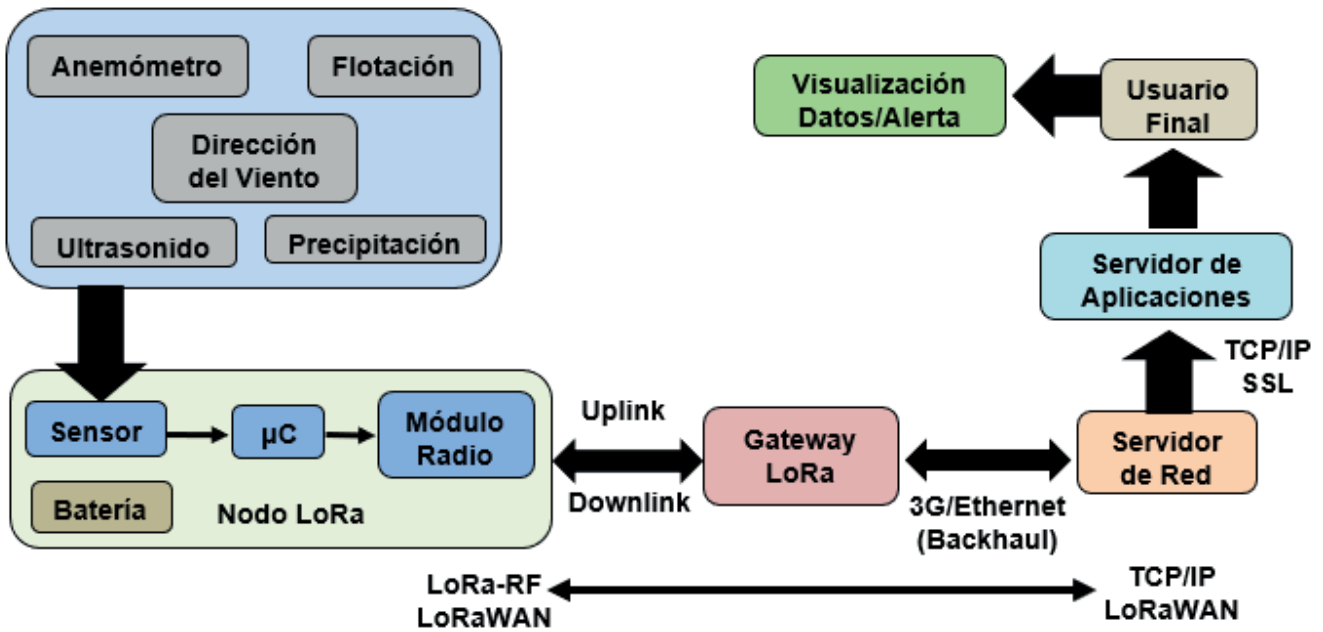 Anemómetro
Flotación
Dirección
del Viento
Ultrasonido
Precipitación
Visualización
Datos/Alerta
Usuario
Final
Servidor de
Aplicaciones
TCP/IP
SSL
Sensor
µC
Módulo
Radio
Batería
Nodo LoRa
Uplink
Downlink
Gateway
LoRa
3G/Ethernet
(Backhaul)
Servidor
de Red
LoRa-RF
LoRaWAN
TCP/IP
LoRaWAN